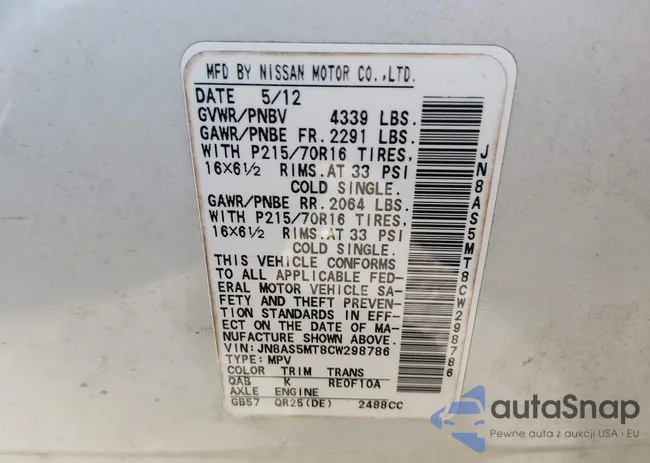 MFD BY NISSAN MOTOR CO.,LTD.
DATE 5/12
GVWR/PNBV 4339 LBS.
GAWR/PNBE FR. 2291 LBS.
WITH P215/70R16 TIRES,
16X6½ RIMS.AT 33 PSI
COLD SINGLE.
GAWR/PNBE RR. 2064 LBS.
WITH P215/70R16 TIRES,
16X6½ RIMS.AT 33 PSI
COLD SINGLE.
THIS VEHICLE CONFORMS
TO ALL APPLICABLE FED-
ERAL MOTOR VEHICLE SA-
FETY AND THEFT PREVEN-
TION STANDARDS IN EFF-
ECT ON THE DATE OF MA-
NUFACTURE SHOWN ABOVE.
VIN: JN8AS5MT8CW298786
TYPE: MPV
COLOR TRIM TRANS
QAB K RE0F10A
AXLE ENGINE
GB57 QR25(DE) 2488CC
JN8AS5MT8CW298786
autoSnap
Pewne auta z aukcji USA i EU